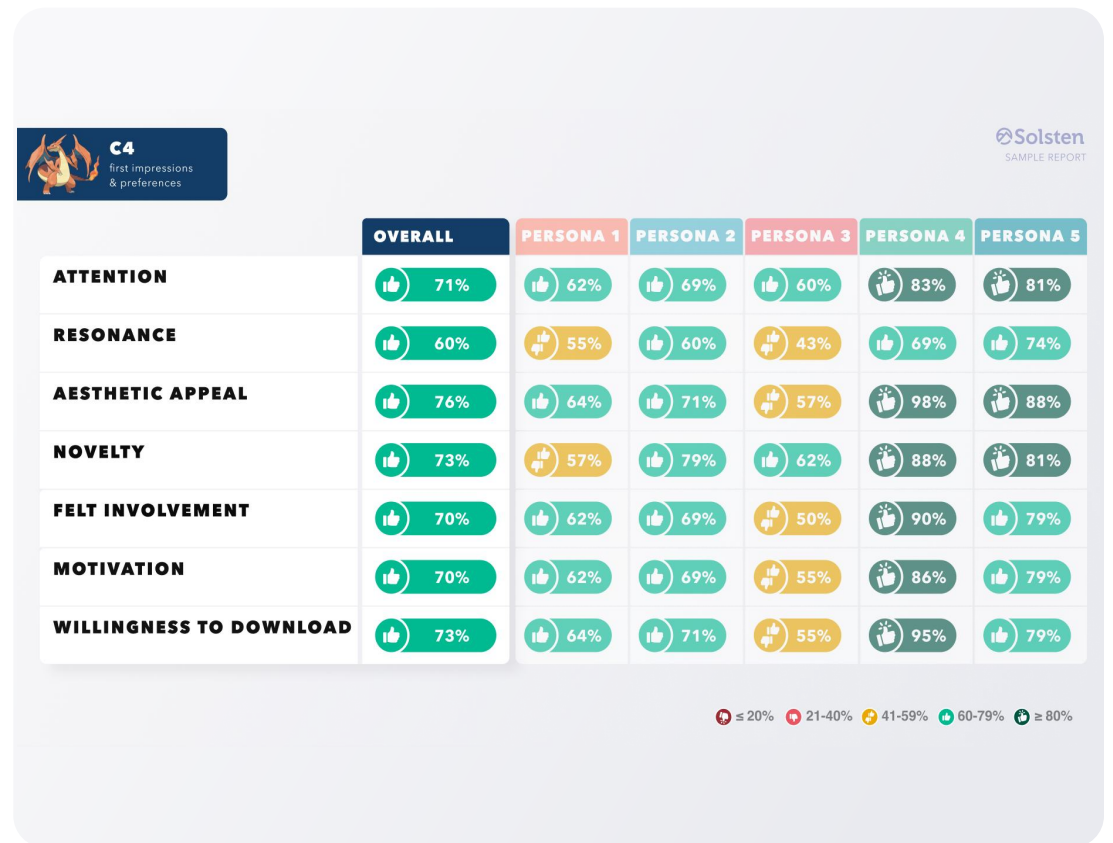 C4
first impressions
& preferences
Solsten
SAMPLE REPORT
OVERALL PERSONA 1 PERSONA 2 PERSONA 3 PERSONA 4 PERSONA 5
ATTENTION 71% 62% 69% 60% 83% 81%
RESONANCE 60% 55% 60% 43% 69% 74%
AESTHETIC APPEAL 76% 64% 71% 57% 98% 88%
NOVELTY 73% 57% 79% 62% 88% 81%
FELT INVOLVEMENT 70% 62% 69% 50% 90% 79%
MOTIVATION 70% 62% 69% 55% 86% 79%
WILLINGNESS TO DOWNLOAD 73% 64% 71% 55% 95% 79%
≤ 20% 21-40% 41-59% 60-79% ≥ 80%